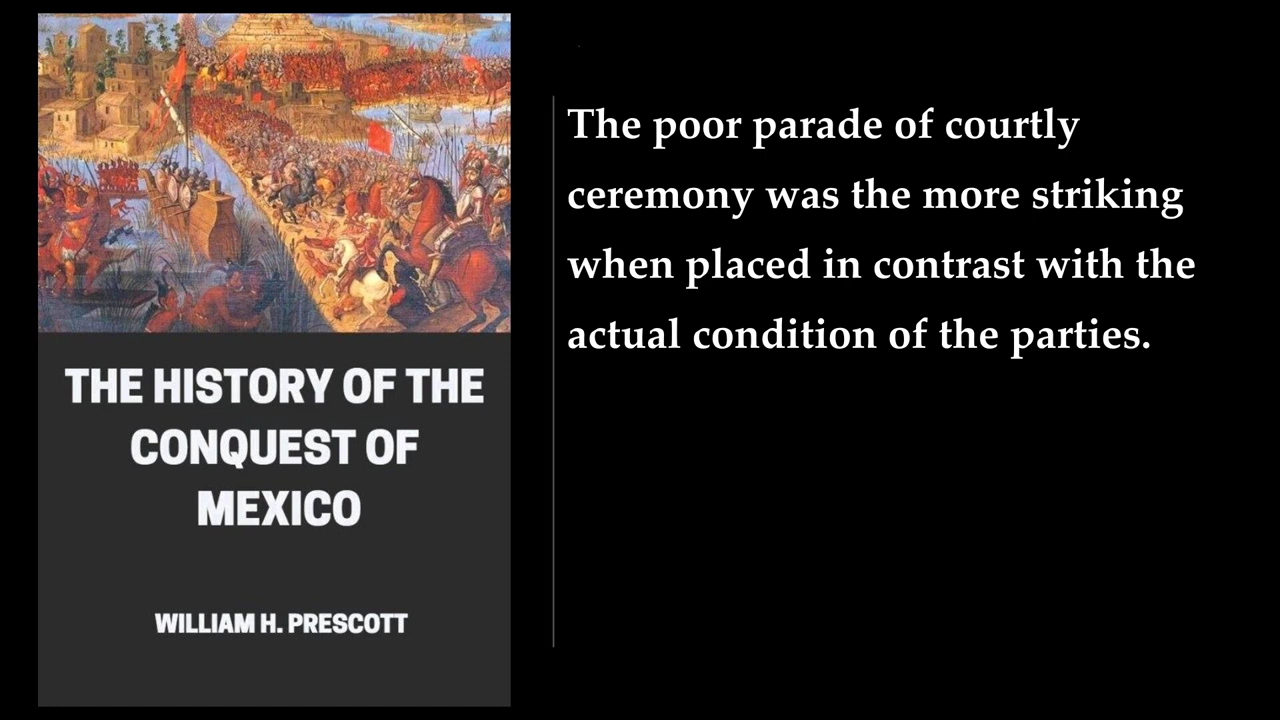 THE HISTORY OF THE
CONQUEST OF
MEXICO
WILLIAM H. PRESCOTT
The poor parade of courtly
ceremony was the more striking
when placed in contrast with the
actual condition of the parties.